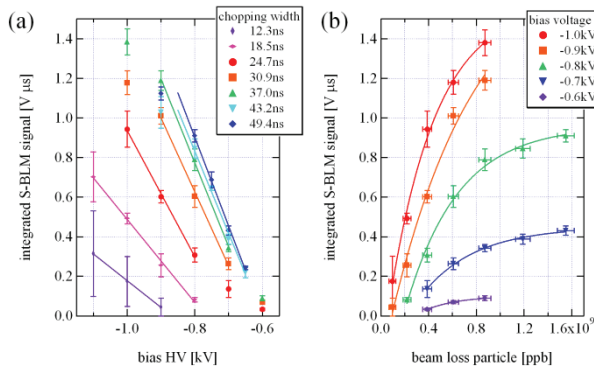 (a)
integrated S-BLM signal [V μs]
1.4
1.2
1.0
0.8
0.6
0.4
0.2
0.0
-1.0
-0.9
-0.8
-0.7
-0.6
bias HV [kV]
chopping width
12.3ns
18.5ns
24.7ns
30.9ns
37.0ns
43.2ns
49.4ns
(b)
integrated S-BLM signal [V μs]
1.4
1.2
1.0
0.8
0.6
0.4
0.2
0.0
0.0
0.4
0.8
1.2
1.6x10⁹
beam loss particle [ppb]
bias voltage
-1.0kV
-0.9kV
-0.8kV
-0.7kV
-0.6kV